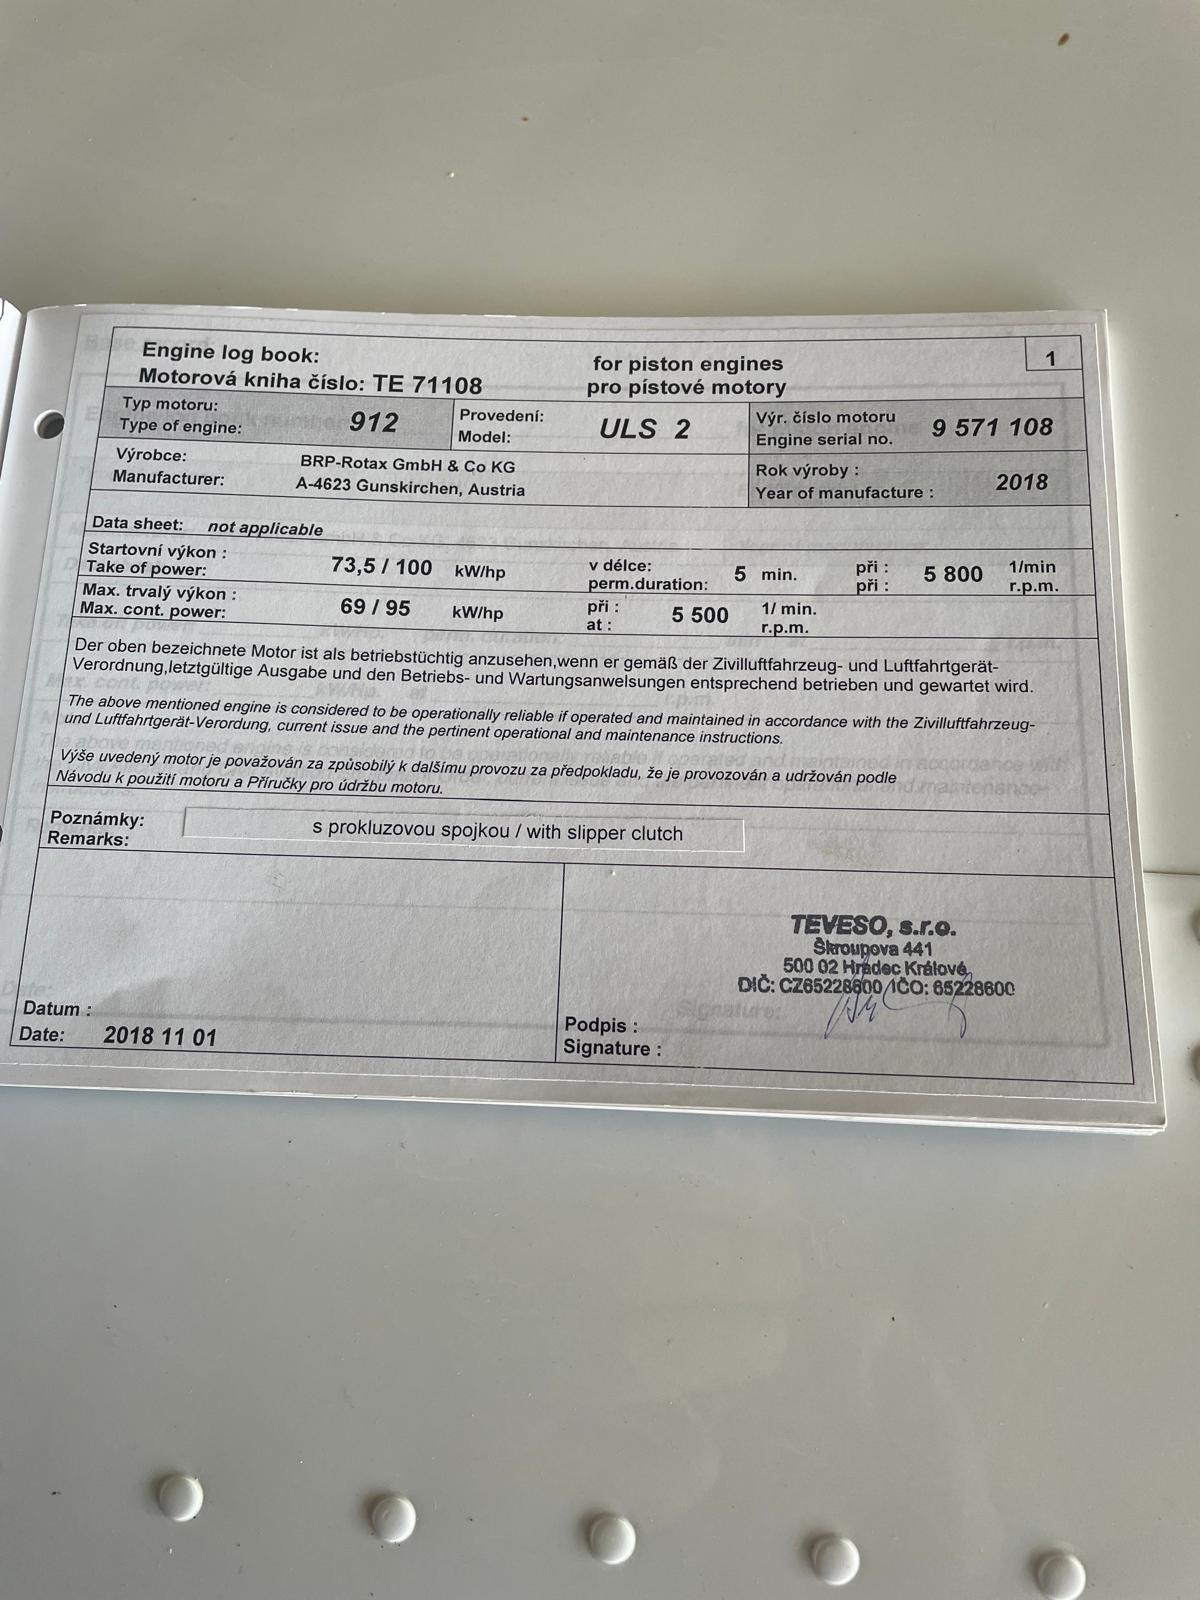 Engine log book:
for piston engines
1
Motorová kniha číslo: TE 71108
pro pístové motory
Typ motoru:
Type of engine:
912
Provedení:
Model:
ULS 2
Výr. číslo motoru
Engine serial no.
9 571 108
Výrobce:
Manufacturer:
BRP-Rotax GmbH & Co KG
A-4623 Gunskirchen, Austria
Rok výroby :
Year of manufacture :
2018
Data sheet: not applicable
Startovní výkon :
Take of power:
73,5 / 100 kW/hp
v délce:
perm.duration:
5 min.
při :
při :
5 800
1/min
r.p.m.
Max. trvalý výkon :
Max. cont. power:
69 / 95 kW/hp
při :
at :
5 500
1/ min.
r.p.m.
Der oben bezeichnete Motor ist als betriebstüchtig anzusehen,wenn er gemäß der Zivilluftfahrzeug- und Luftfahrtgerät-
Verordnung,letztgültige Ausgabe und den Betriebs- und Wartungsanwelsungen entsprechend betrieben und gewartet wird.
The above mentioned engine is considered to be operationally reliable if operated and maintained in accordance with the Zivilluftfahrzeug-
und Luftfahrtgerät-Verordung, current issue and the pertinent operational and maintenance instructions.
Výše uvedený motor je považován za způsobilý k dalšímu provozu za předpokladu, že je provozován a udržován podle
Návodu k použití motoru a Příručky pro údržbu motoru.
Poznámky:
Remarks:
s prokluzovou spojkou / with slipper clutch
TEVESO, s.r.o.
Škroupova 441
500 02 Hradec Králové
DIČ: CZ65228600 IČO: 65228600
Datum :
Date: 2018 11 01
Podpis :
Signature :